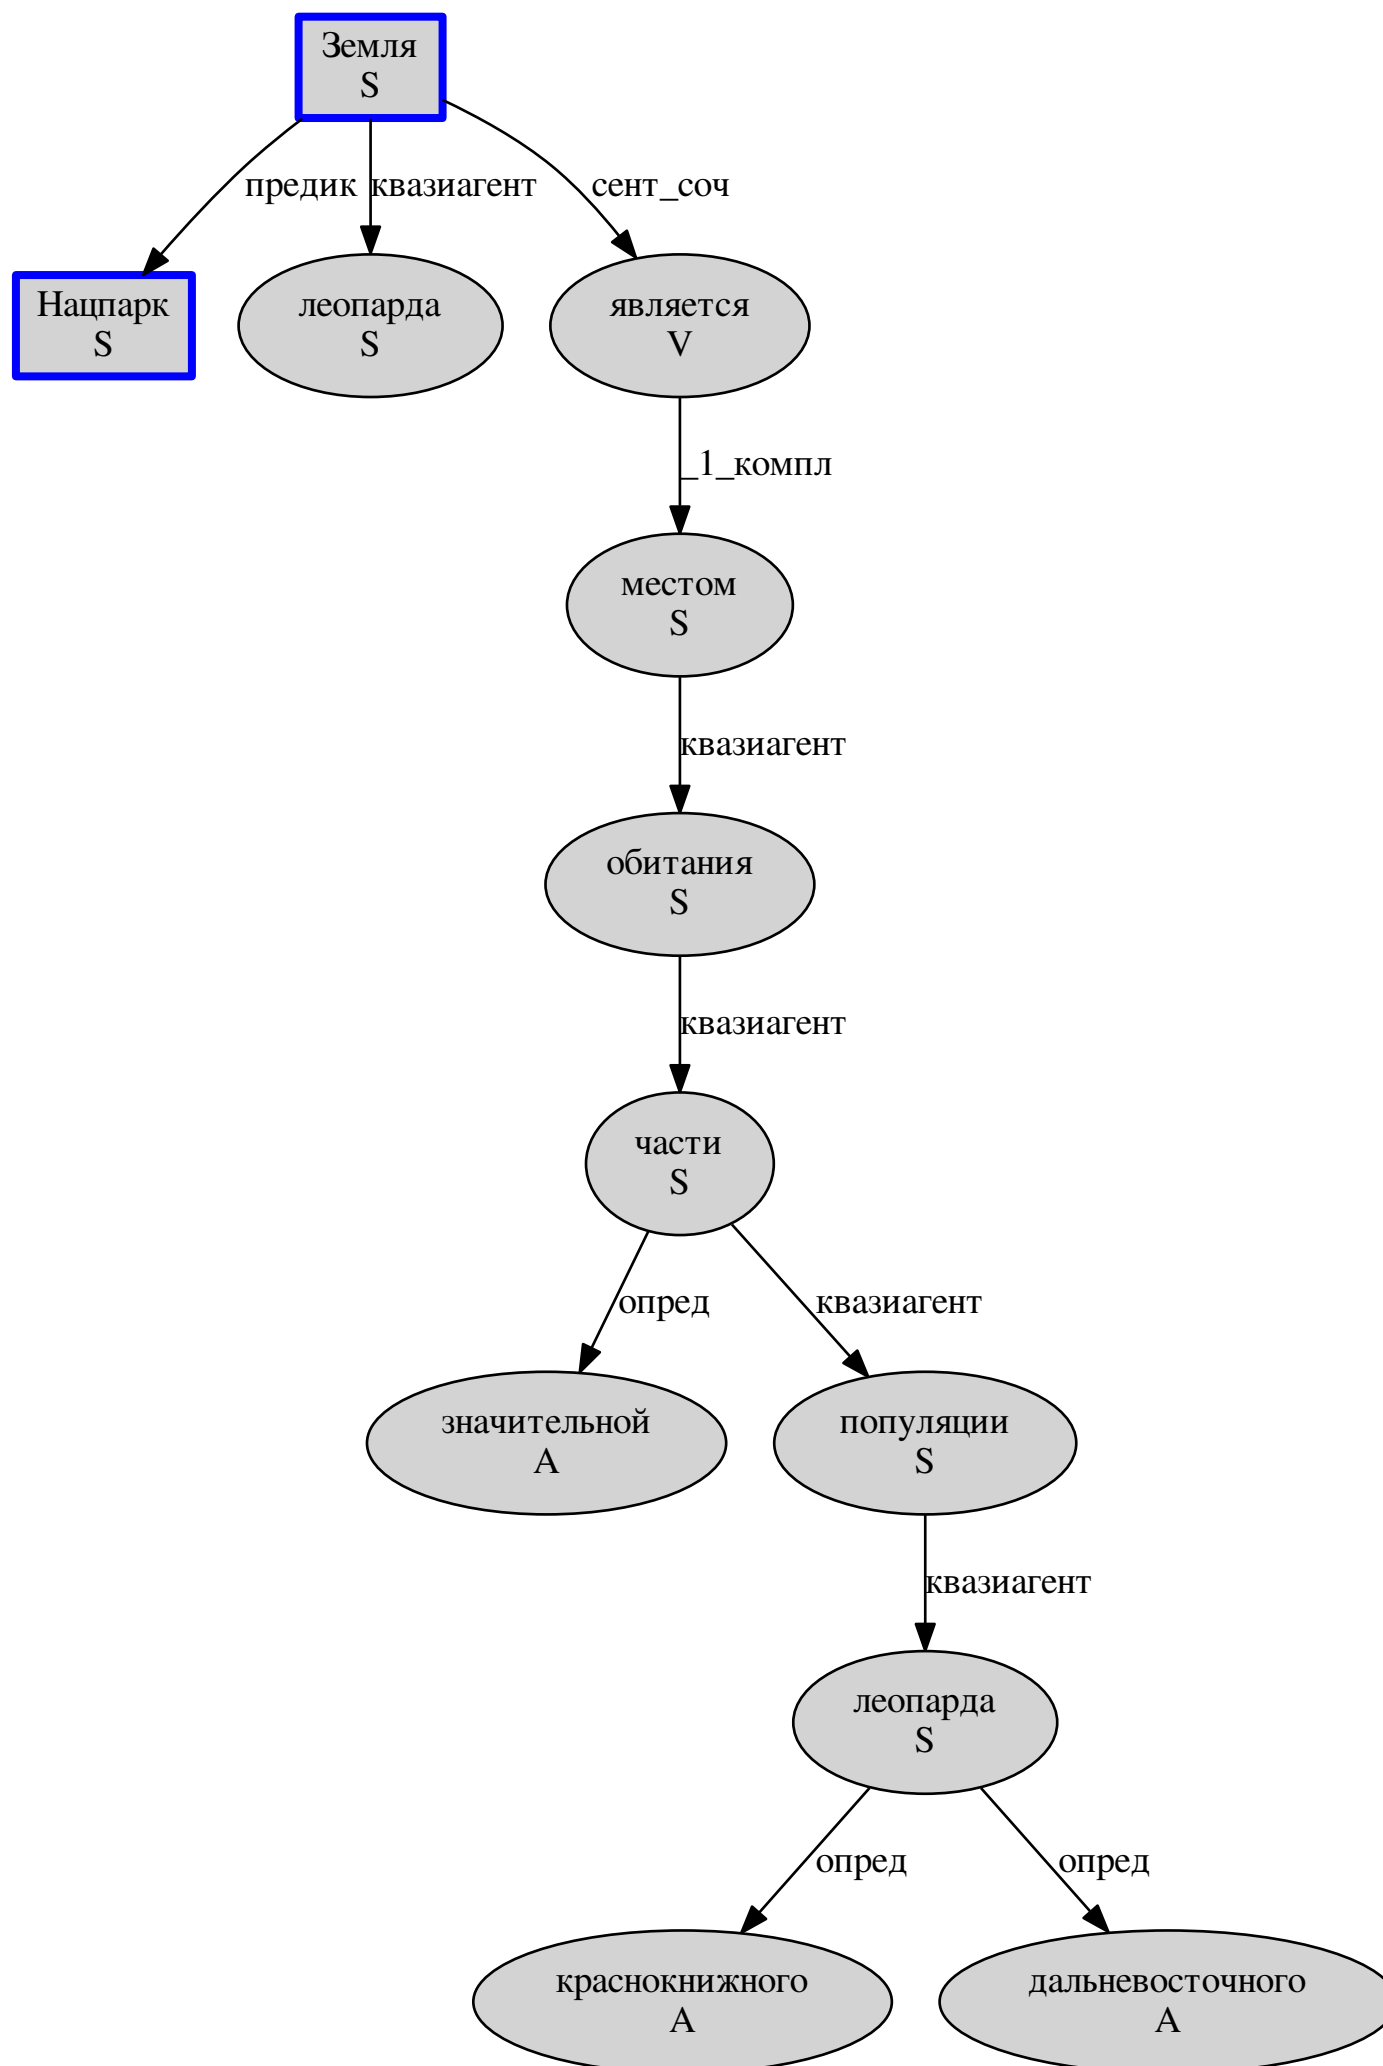 Земля
S
предик
квазиагент
сент_соч
Нацпарк
S
леопарда
S
является
V
_1_компл
местом
S
квазиагент
обитания
S
квазиагент
части
S
опред
квазиагент
значительной
A
популяции
S
квазиагент
леопарда
S
опред
опред
краснокнижного
A
дальневосточного
A